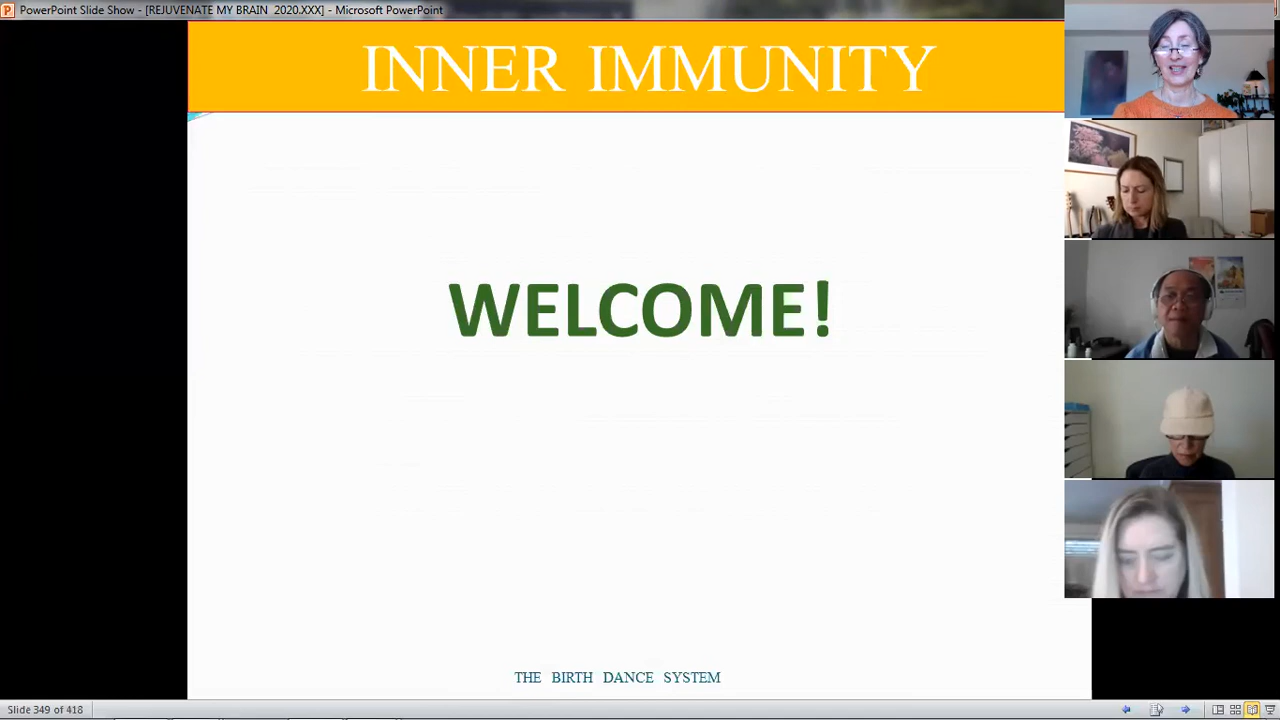 PowerPoint Slide Show - [REJUVENATE MY BRAIN  2020.XXX] - Microsoft PowerPoint
INNER IMMUNITY
WELCOME!
THE BIRTH DANCE SYSTEM
Slide 349 of 418